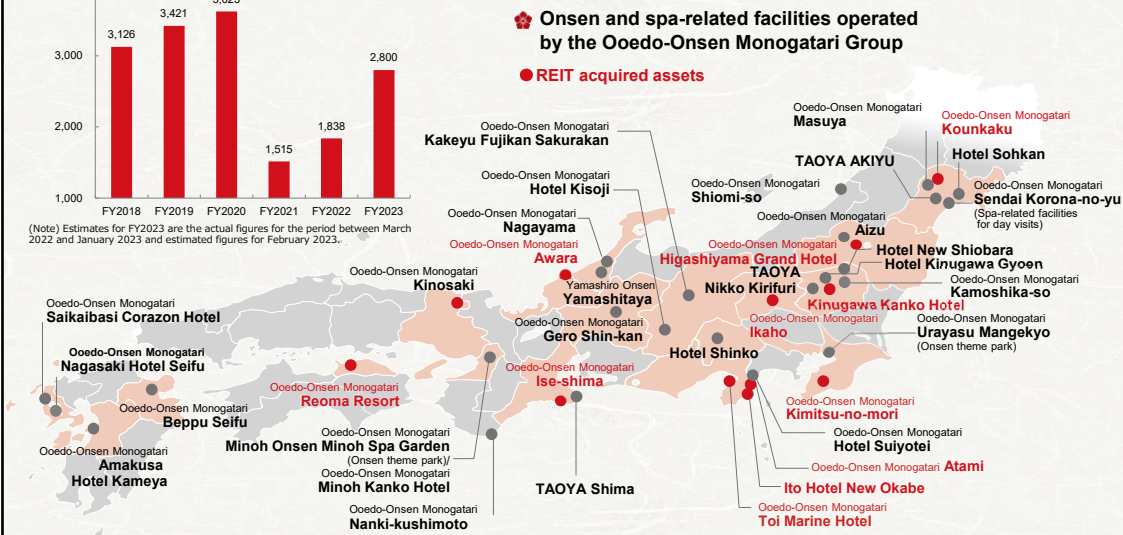 3,421
3,126
3,000
2,800
2,000
1,838
1,515
1,000
FY2018
FY2019
FY2020
FY2021
FY2022
FY2023
(Note) Estimates for FY2023 are the actual figures for the period between March
2022 and January 2023 and estimated figures for February 2023.
Onsen and spa-related facilities operated
by the Ooedo-Onsen Monogatari Group
REIT acquired assets
Ooedo-Onsen Monogatari
Kakeyu Fujikan Sakurakan
Ooedo-Onsen Monogatari
Hotel Kisoji
Ooedo-Onsen Monogatari
Nagayama
Ooedo-Onsen Monogatari
Awara
Ooedo-Onsen Monogatari
Kinosaki
Yamashiro Onsen
Yamashitaya
Ooedo-Onsen Monogatari
Gero Shin-kan
Ooedo-Onsen Monogatari
Masuya
Ooedo-Onsen Monogatari
Kounkaku
TAOYA AKIYU
Hotel Sohkan
Ooedo-Onsen Monogatari
Shiomi-so
Ooedo-Onsen Monogatari
Sendai Korona-no-yu
(Spa-related facilities
for day visits)
Ooedo-Onsen Monogatari
Aizu
Ooedo-Onsen Monogatari
Higashiyama Grand Hotel
Hotel New Shiobara
Hotel Kinugawa Gyoen
TAOYA
Nikko Kirifuri
Ooedo-Onsen Monogatari
Kamoshika-so
Kinugawa Kanko Hotel
Ooedo-Onsen Monogatari
Ikaho
Ooedo-Onsen Monogatari
Urayasu Mangekyo
(Onsen theme park)
Hotel Shinko
Ooedo-Onsen Monogatari
Saikaibasi Corazon Hotel
Ooedo-Onsen Monogatari
Nagasaki Hotel Seifu
Ooedo-Onsen Monogatari
Reoma Resort
Ooedo-Onsen Monogatari
Ise-shima
Ooedo-Onsen Monogatari
Beppu Seifu
Ooedo-Onsen Monogatari
Kimitsu-no-mori
Ooedo-Onsen Monogatari
Minoh Onsen Minoh Spa Garden
(Onsen theme park)/
Ooedo-Onsen Monogatari
Minoh Kanko Hotel
Ooedo-Onsen Monogatari
Hotel Suiyotei
Ooedo-Onsen Monogatari
Amakusa
Hotel Kameya
Ooedo-Onsen Monogatari Atami
TAOYA Shima
Ito Hotel New Okabe
Ooedo-Onsen Monogatari
Nanki-kushimoto
Ooedo-Onsen Monogatari
Toi Marine Hotel